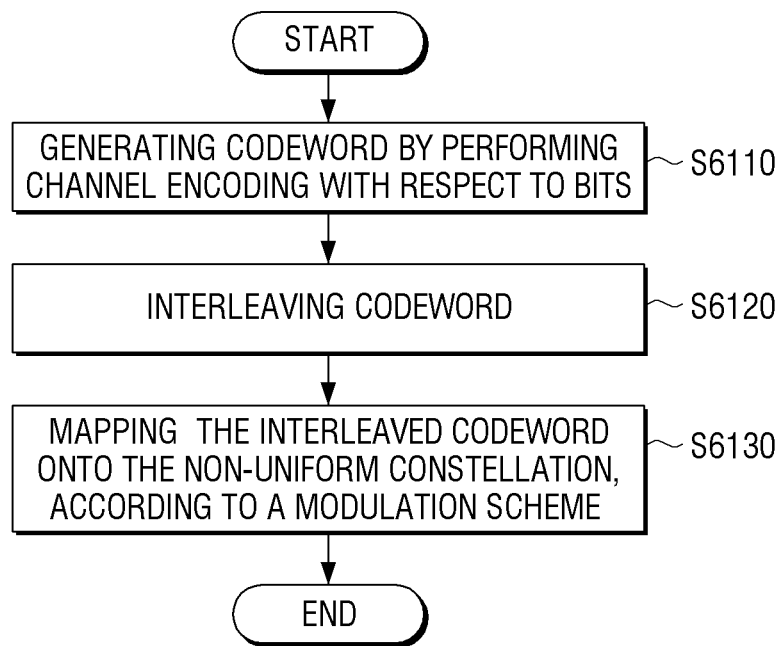 START
GENERATING CODEWORD BY PERFORMING
CHANNEL ENCODING WITH RESPECT TO BITS
S6110
INTERLEAVING CODEWORD
S6120
MAPPING THE INTERLEAVED CODEWORD
ONTO THE NON-UNIFORM CONSTELLATION,
ACCORDING TO A MODULATION SCHEME
S6130
END